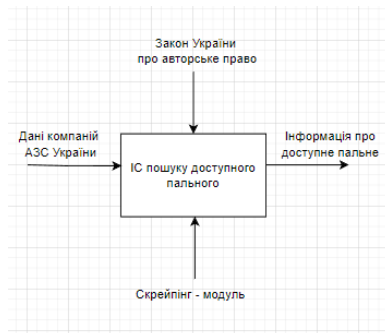 Закон України
про авторське право
Дані компаній
АЗС України
ІС пошуку доступного
пального
Інформація про
доступне пальне
Скрейпінг - модуль